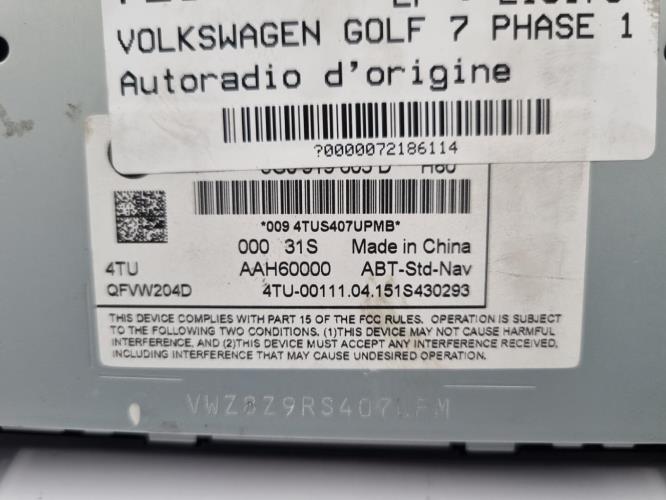 VOLKSWAGEN GOLF 7 PHASE 1
Autoradio d'origine
?0000072186114
*009 4TUS407UPMB*
000 31S Made in China
4TU AAH60000 ABT-Std-Nav
QFVW204D 4TU-00111.04.151S430293
THIS DEVICE COMPLIES WITH PART 15 OF THE FCC RULES. OPERATION IS SUBJECT
TO THE FOLLOWING TWO CONDITIONS. (1)THIS DEVICE MAY NOT CAUSE HARMFUL
INTERFERENCE, AND (2)THIS DEVICE MUST ACCEPT ANY INTERFERENCE RECEIVED,
INCLUDING INTERFERENCE THAT MAY CAUSE UNDESIRED OPERATION.